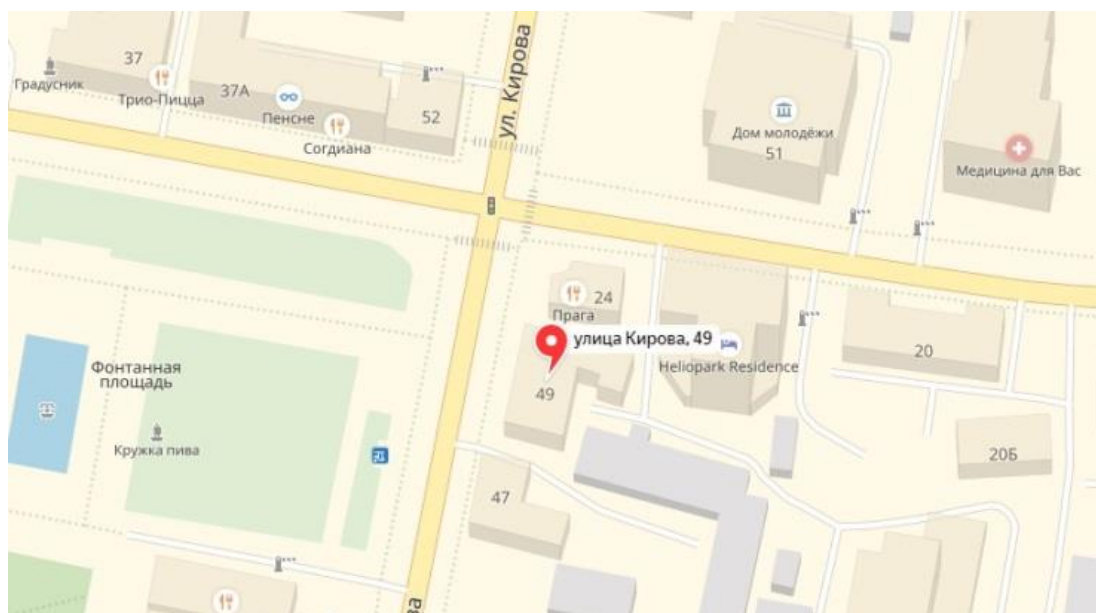 37
Градусник
Трио-Пицца
37А
Пенсне
Согдиана
52
ул. Кирова
Дом молодёжи
51
Медицина для Вас
24
Прага
улица Кирова, 49
Heliopark Residence
49
20
Фонтанная
площадь
Кружка пива
47
20Б
ва